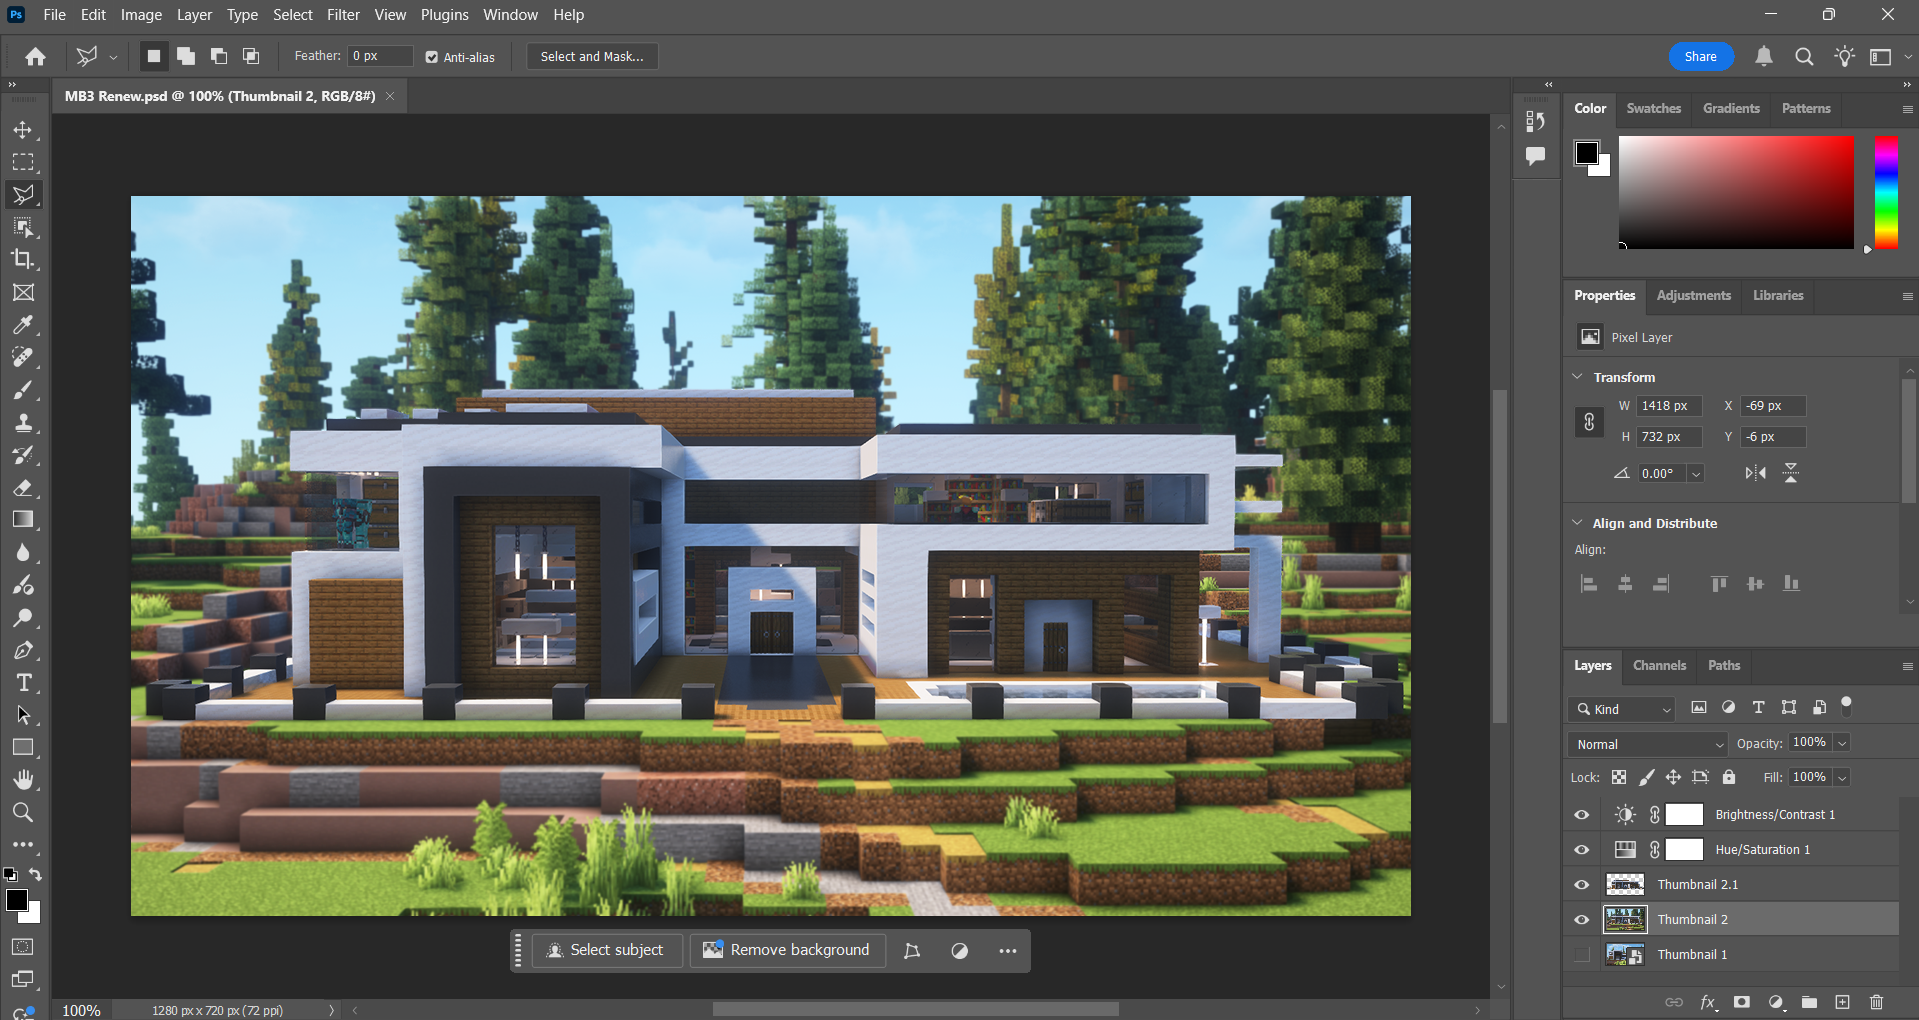 Ps File Edit Image Layer Type Select Filter View Plugins Window Help
Feather: 0 px Anti-alias Select and Mask... Share
MB3 Renew.psd @ 100% (Thumbnail 2, RGB/8#)
Color Swatches Gradients Patterns
Properties Adjustments Libraries
Pixel Layer
Transform
W 1418 px X -69 px
H 732 px Y -6 px
0.00°
Align and Distribute
Align:
Layers Channels Paths
Kind
Normal Opacity: 100%
Lock: Fill: 100%
Brightness/Contrast 1
Hue/Saturation 1
Thumbnail 2.1
Thumbnail 2
Thumbnail 1
fx
Select subject Remove background
100% 1280 px x 720 px (72 ppi)